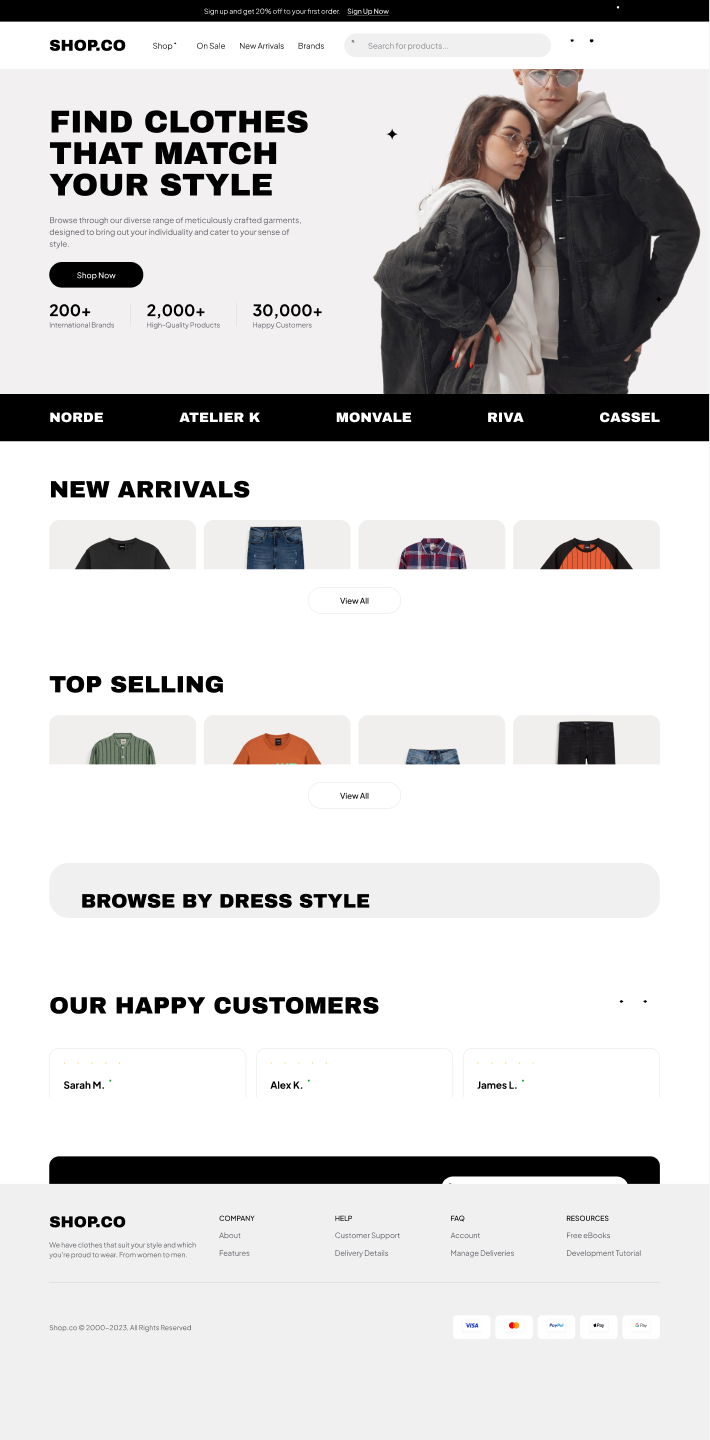 Sign up and get 20% off to your first order. Sign Up Now
SHOP.CO
Shop
On Sale
New Arrivals
Brands
Search for products...
FIND CLOTHES
THAT MATCH
YOUR STYLE
Browse through our diverse range of meticulously crafted garments,
designed to bring out your individuality and cater to your sense of
style.
Shop Now
200+
International Brands
2,000+
High-Quality Products
30,000+
Happy Customers
NORDE
ATELIER K
MONVALE
RIVA
CASSEL
NEW ARRIVALS
View All
TOP SELLING
View All
BROWSE BY DRESS STYLE
OUR HAPPY CUSTOMERS
Sarah M.
Alex K.
James L.
SHOP.CO
We have clothes that suit your style and which
you're proud to wear. From women to men.
COMPANY
About
Features
HELP
Customer Support
Delivery Details
FAQ
Account
Manage Deliveries
RESOURCES
Free eBooks
Development Tutorial
Shop.co © 2000-2023, All Rights Reserved
VISA
PayPal
Pay
G Pay